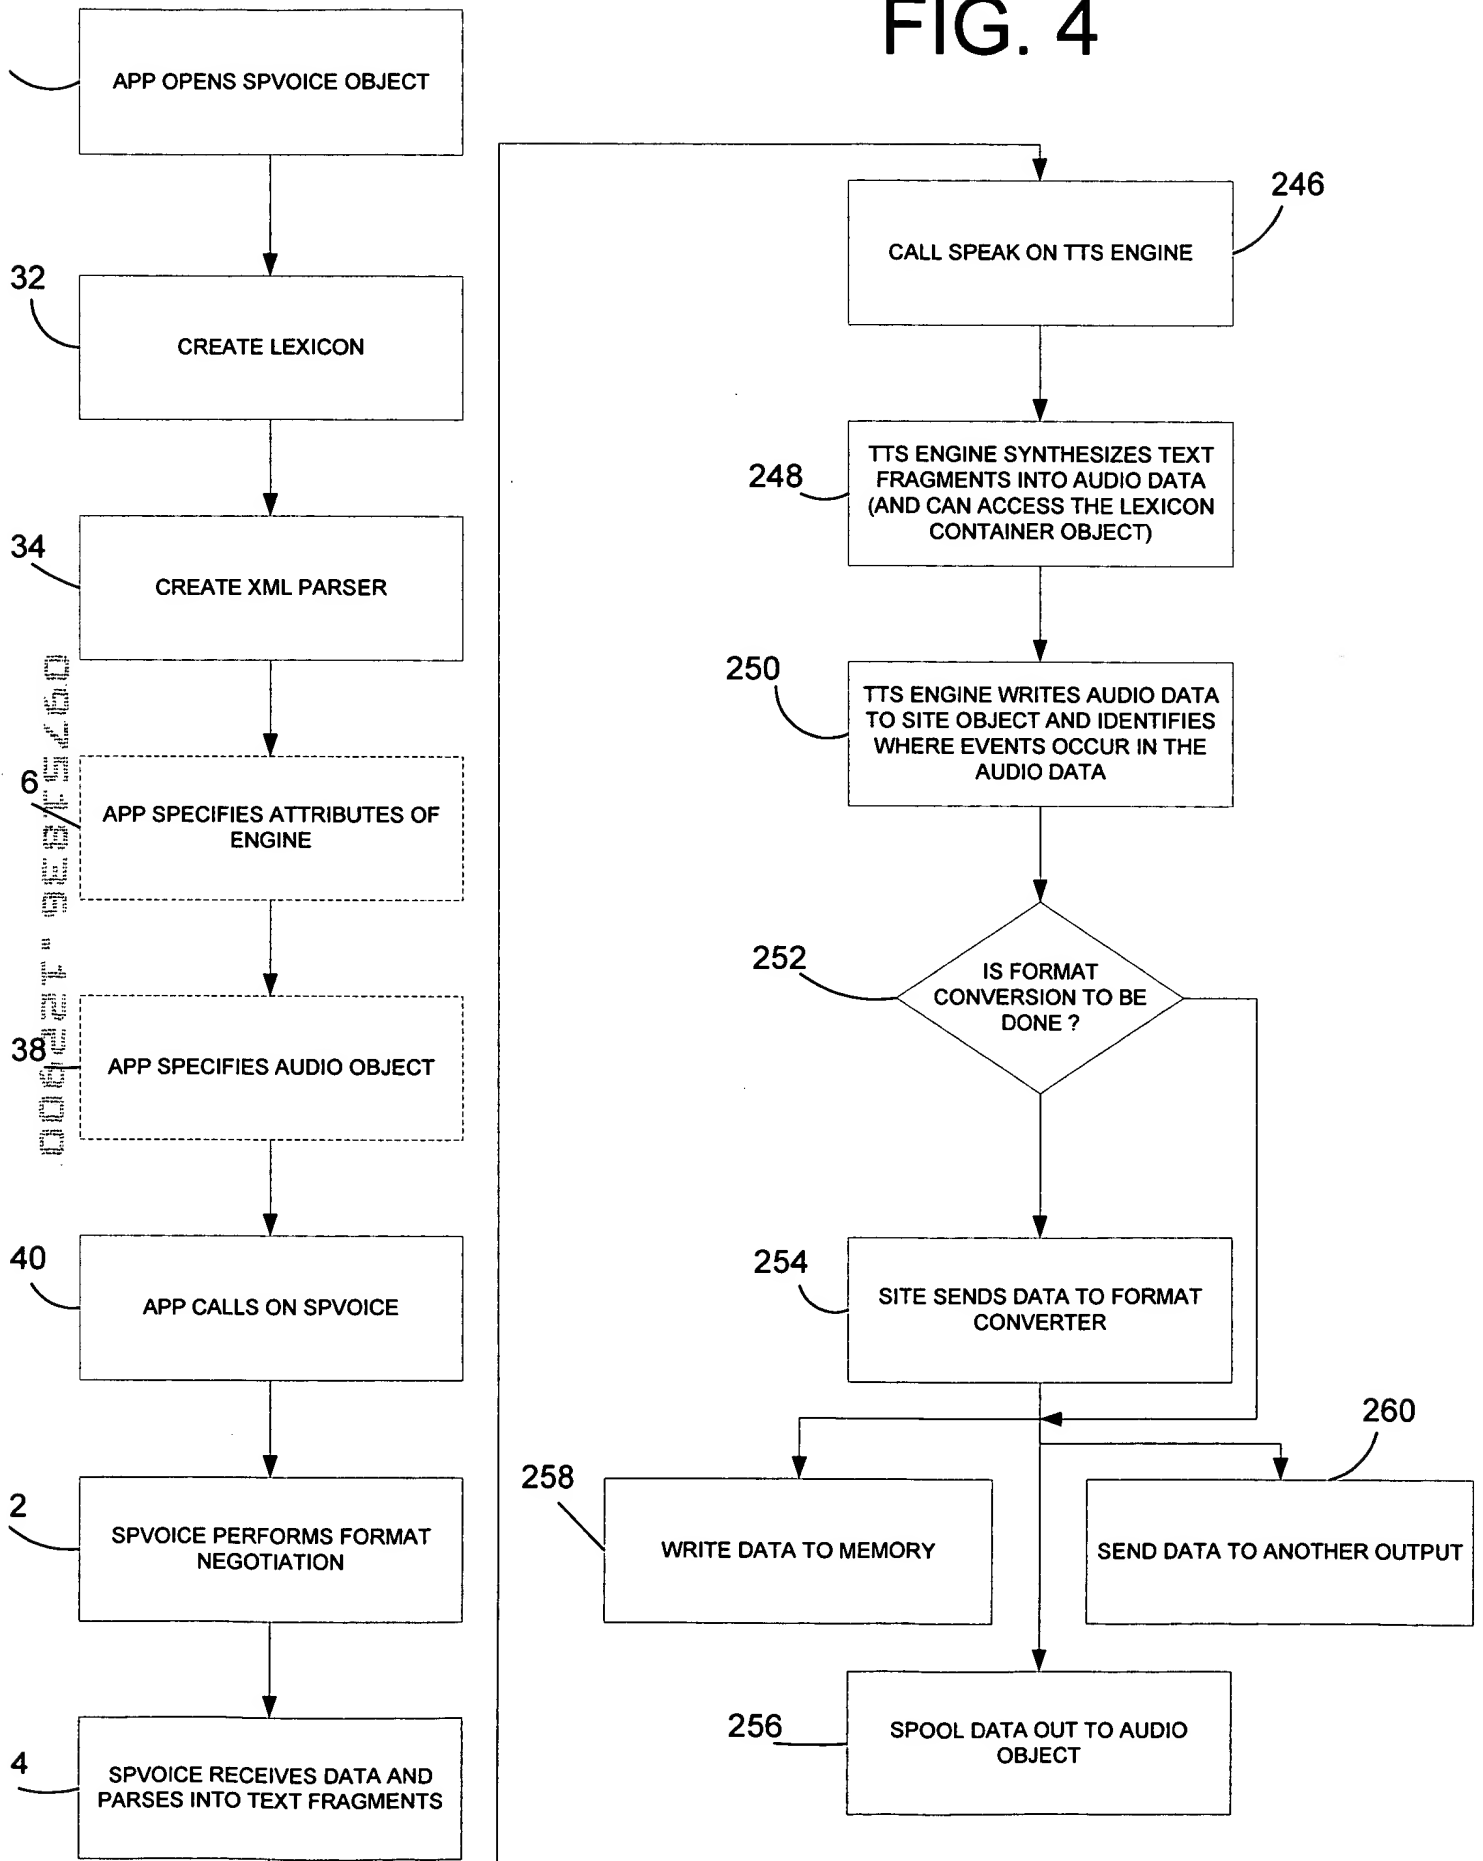 FIG. 4
APP OPENS SPVOICE OBJECT
32
CREATE LEXICON
34
CREATE XML PARSER
6
APP SPECIFIES ATTRIBUTES OF
ENGINE
38
APP SPECIFIES AUDIO OBJECT
40
APP CALLS ON SPVOICE
2
SPVOICE PERFORMS FORMAT
NEGOTIATION
4
SPVOICE RECEIVES DATA AND
PARSES INTO TEXT FRAGMENTS
246
CALL SPEAK ON TTS ENGINE
248
TTS ENGINE SYNTHESIZES TEXT
FRAGMENTS INTO AUDIO DATA
(AND CAN ACCESS THE LEXICON
CONTAINER OBJECT)
250
TTS ENGINE WRITES AUDIO DATA
TO SITE OBJECT AND IDENTIFIES
WHERE EVENTS OCCUR IN THE
AUDIO DATA
252
IS FORMAT
CONVERSION TO BE
DONE ?
254
SITE SENDS DATA TO FORMAT
CONVERTER
258
WRITE DATA TO MEMORY
260
SEND DATA TO ANOTHER OUTPUT
256
SPOOL DATA OUT TO AUDIO
OBJECT